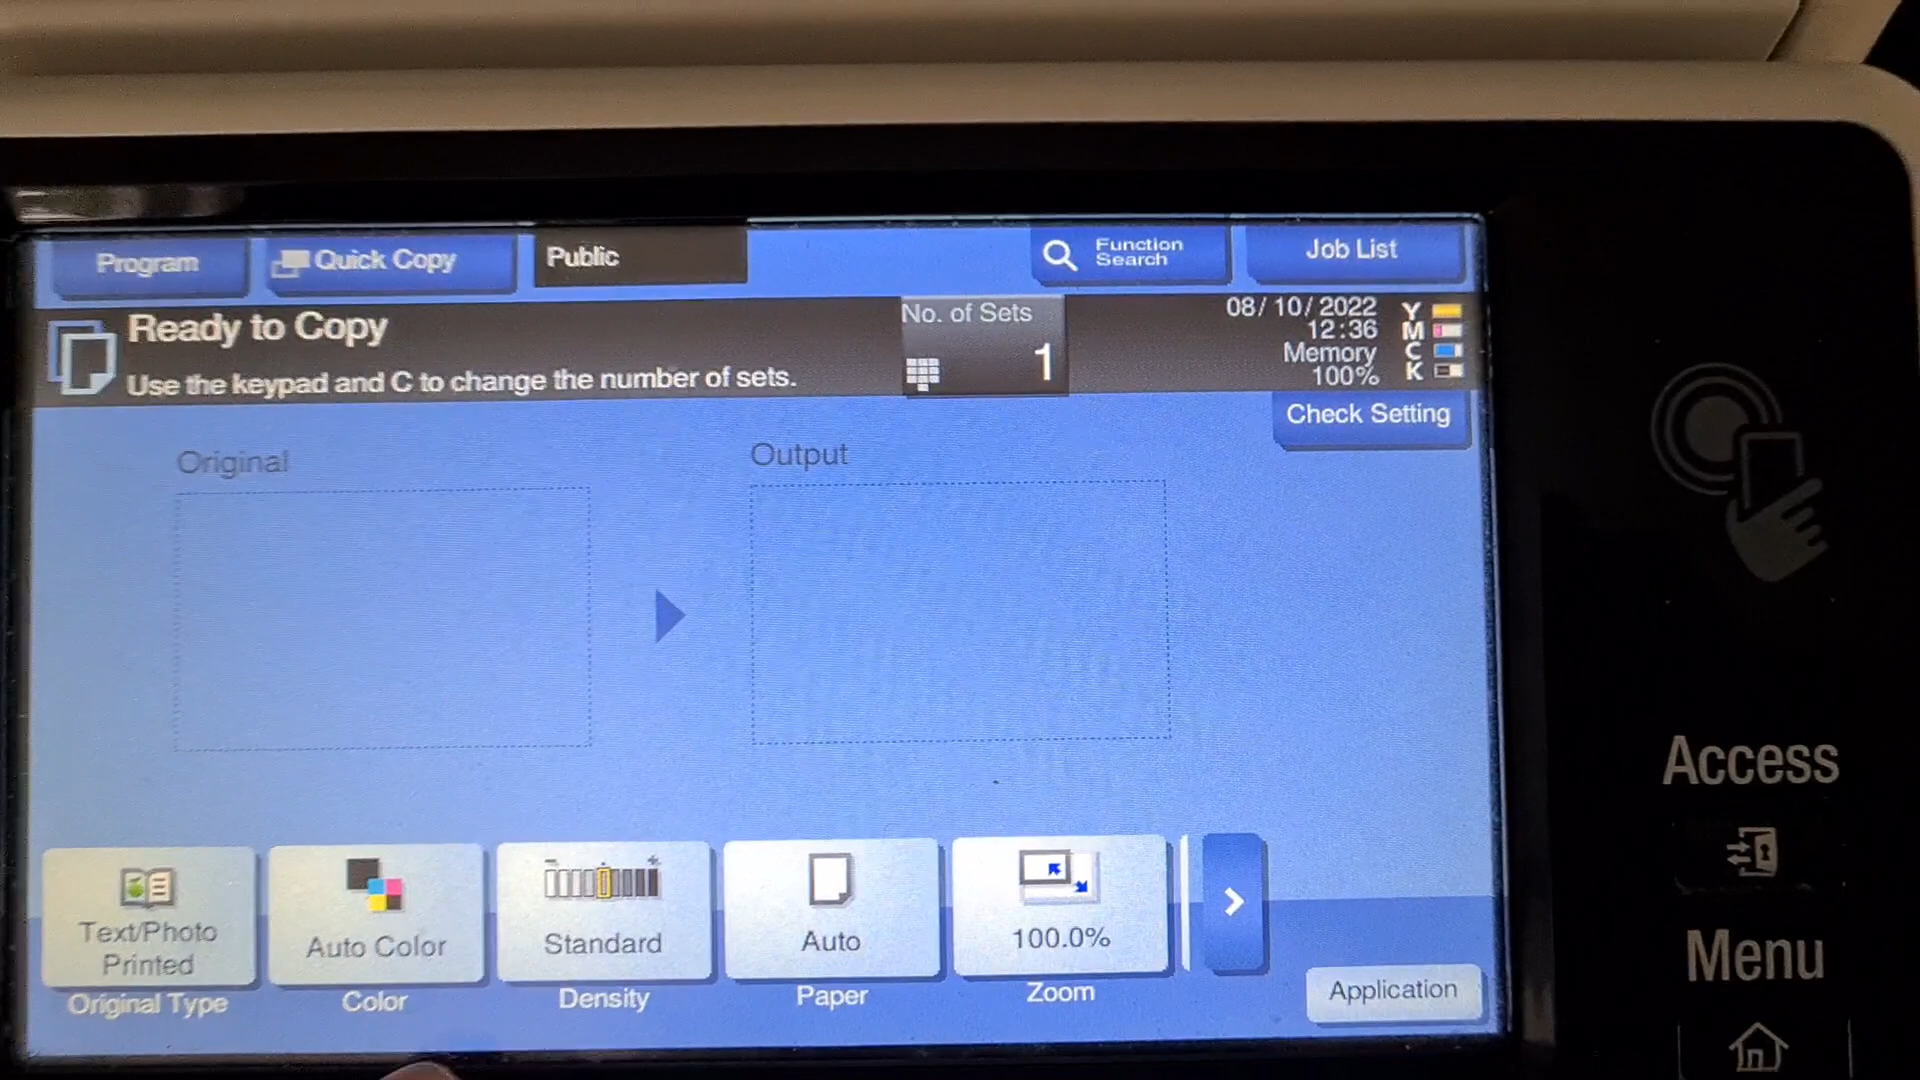 Program
Quick Copy
Public
Function
Search
Job List
Ready to Copy
Use the keypad and C to change the number of sets.
No. of Sets
1
08/10/2022
12:36
Memory
100%
Y
M
C
K
Check Setting
Original
Output
Text/Photo
Printed
Original Type
Auto Color
Color
Standard
Density
Auto
Paper
100.0%
Zoom
Application
Access
Menu